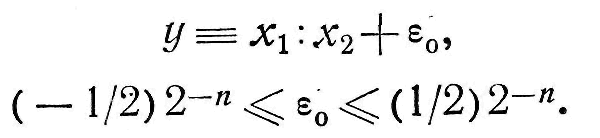 y ≡ x₁ : x₂ + ε₀,
(− 1/2) 2⁻ⁿ ⩽ ε₀ ⩽ (1/2) 2⁻ⁿ.